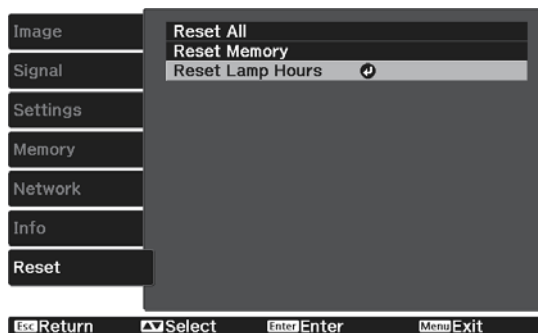 Image
Signal
Settings
Memory
Network
Info
Reset
Reset All
Reset Memory
Reset Lamp Hours
Esc Return Select Enter Enter Menu Exit